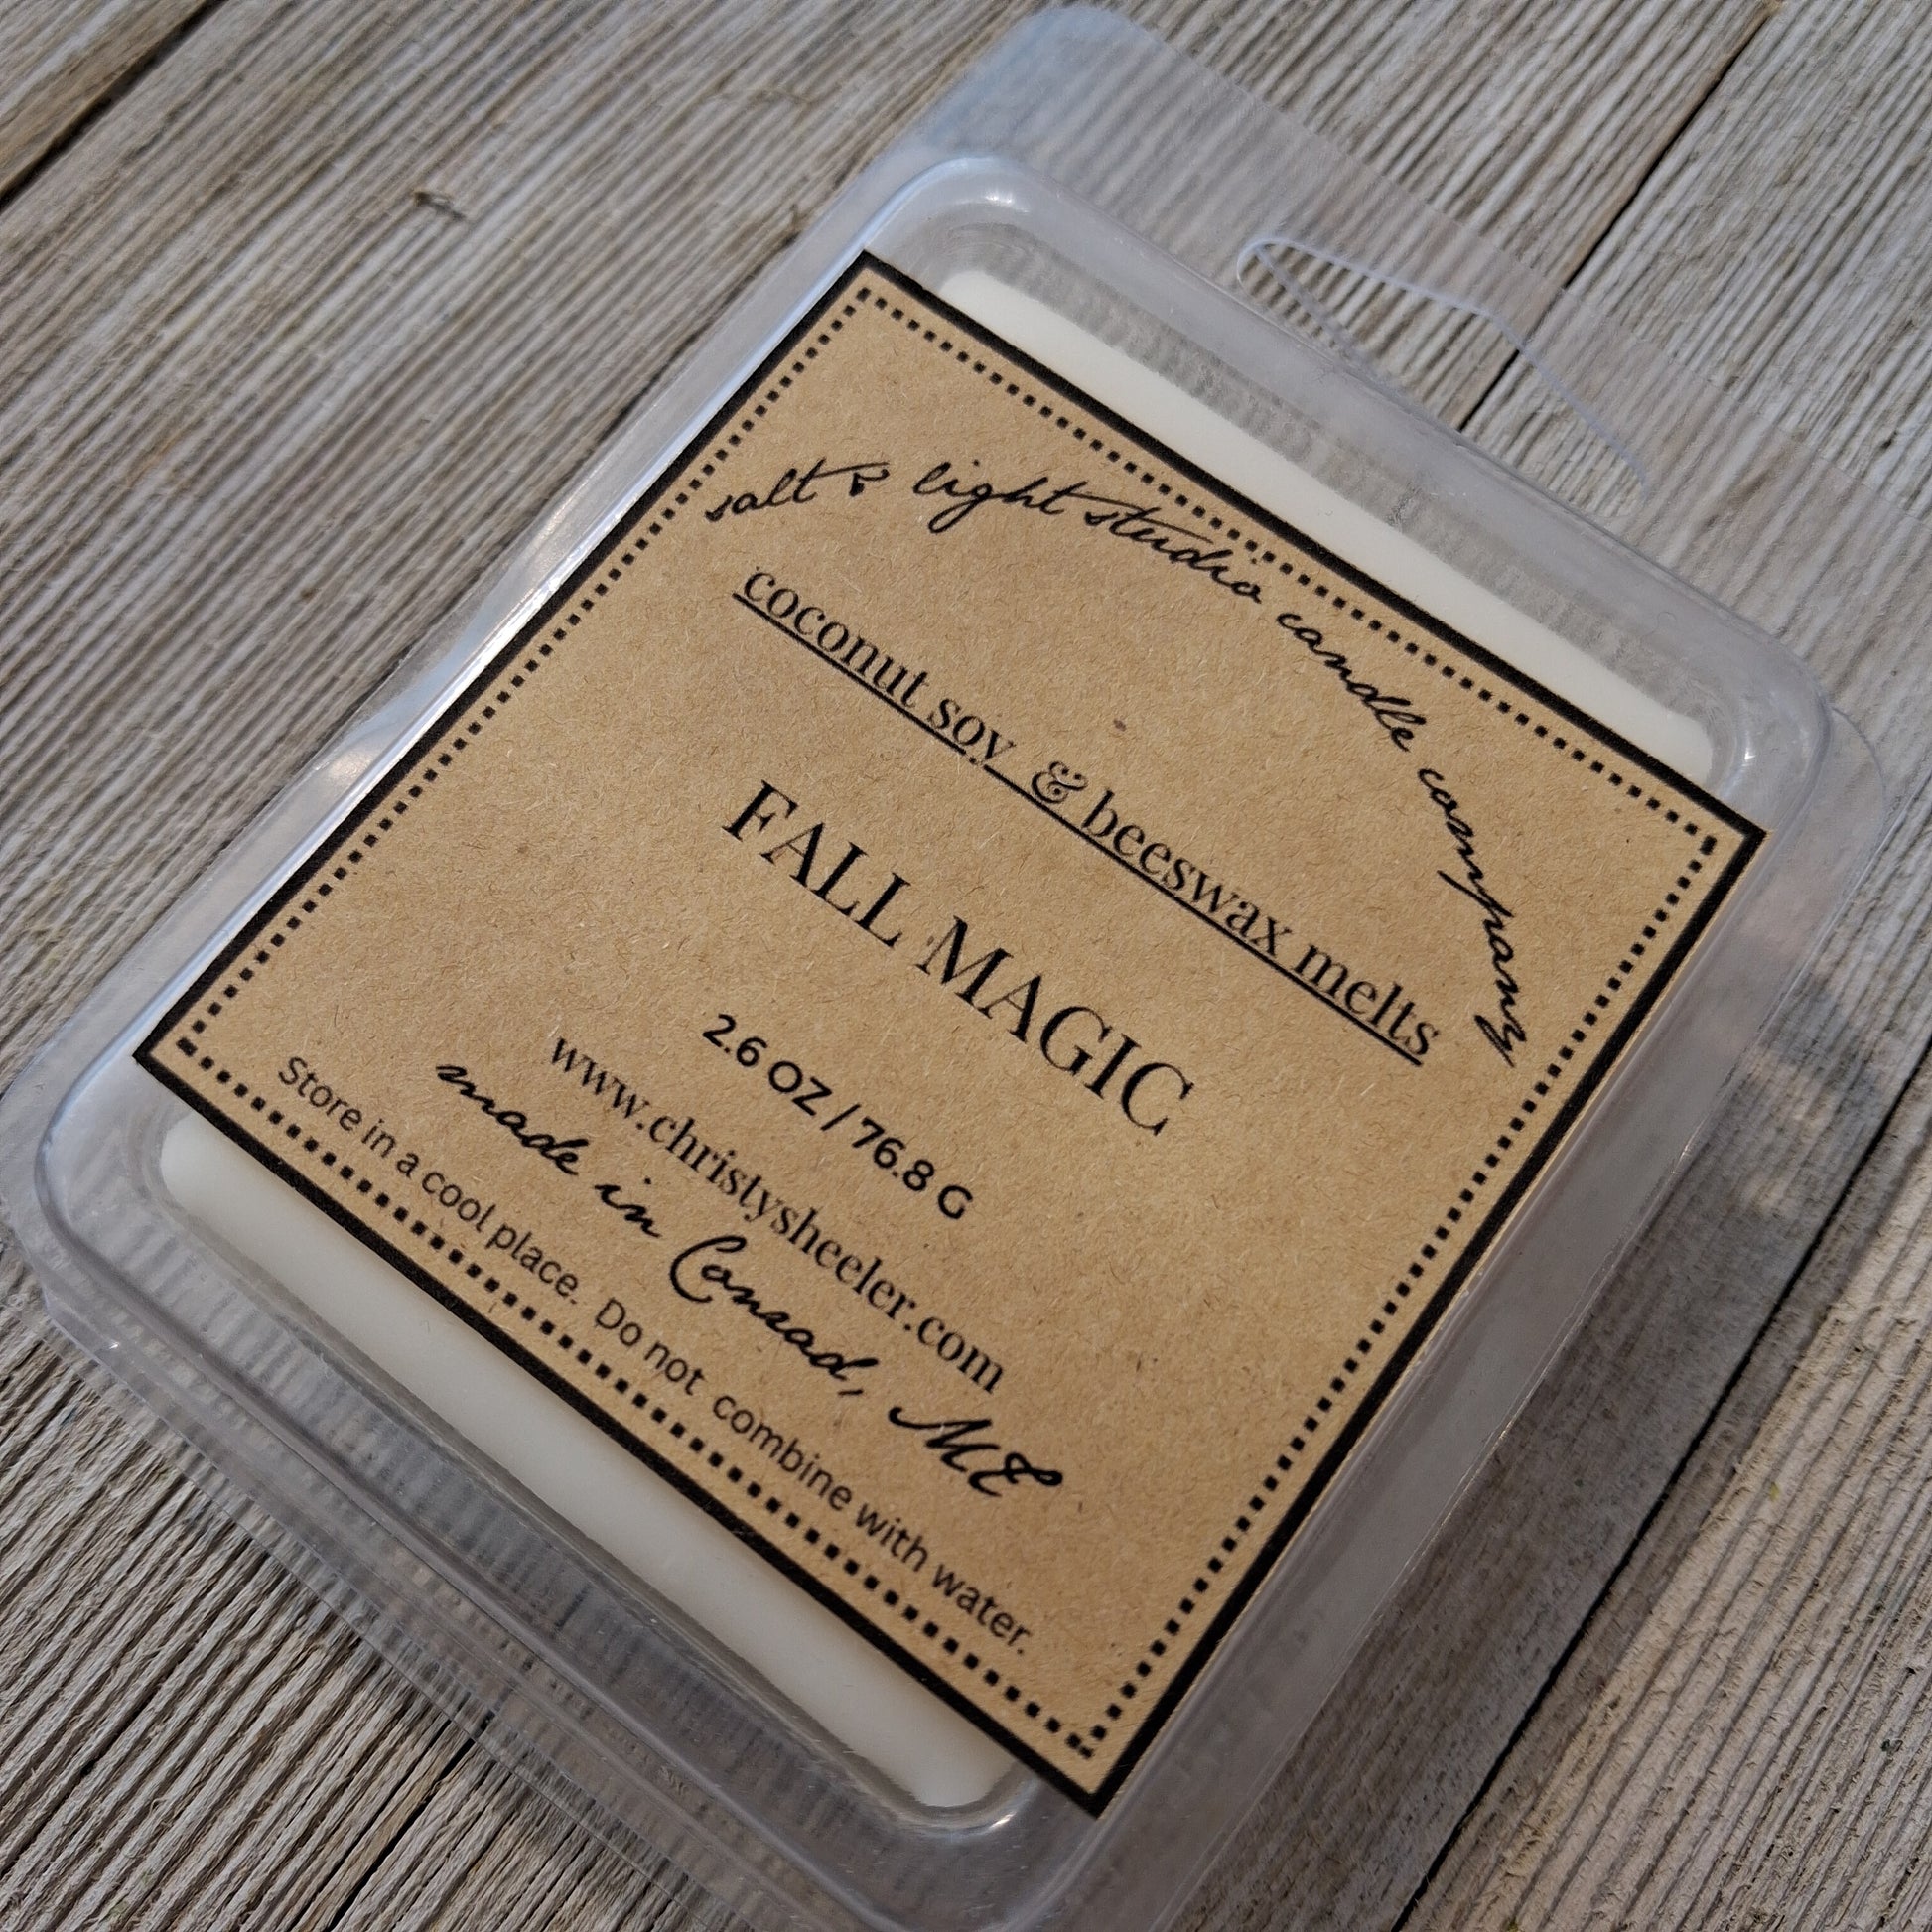 salt & light studio candle company
coconut soy & beeswax melts
FALL MAGIC
2.6 OZ / 76.8 G
www.christysheeler.com
made in Conrad, MT
Store in a cool place. Do not combine with water.